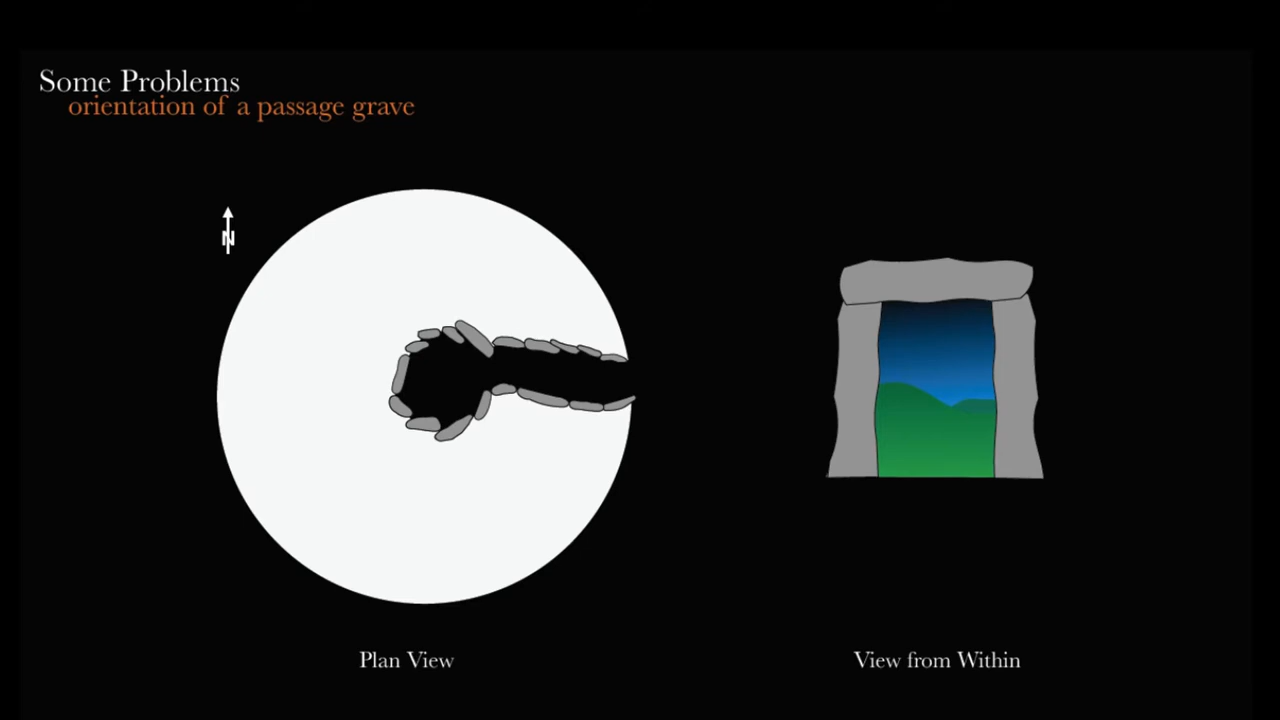 Some Problems
orientation of a passage grave
N
Plan View
View from Within